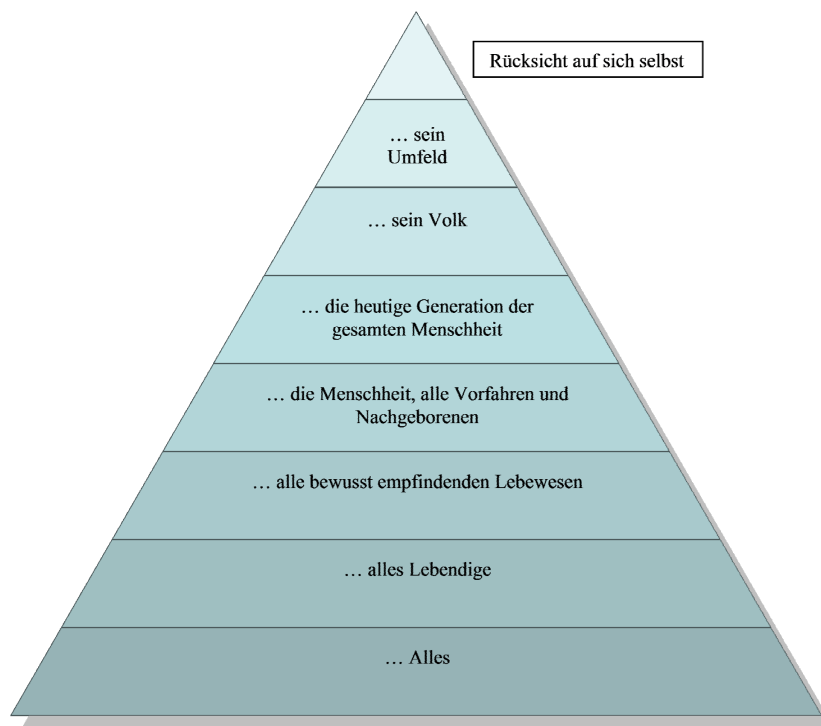 Rücksicht auf sich selbst
… sein
Umfeld
… sein Volk
… die heutige Generation der
gesamten Menschheit
… die Menschheit, alle Vorfahren und
Nachgeborenen
… alle bewusst empfindenden Lebewesen
… alles Lebendige
… Alles